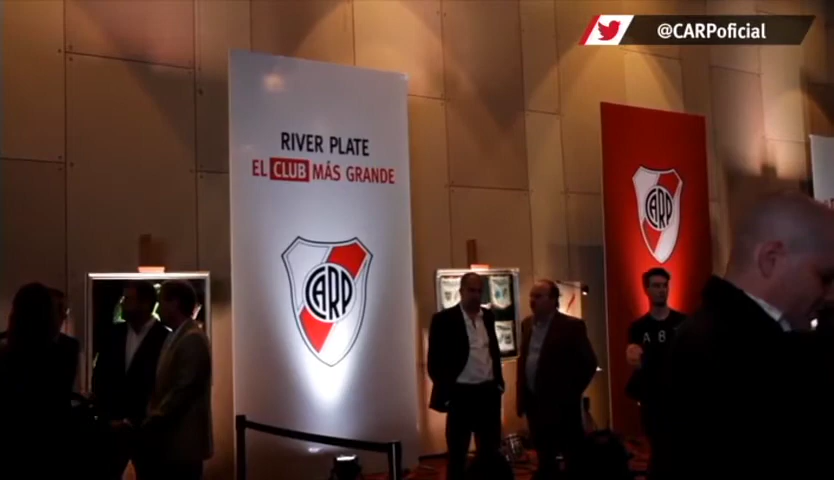 @CARPoficial
RIVER PLATE
EL CLUB MÁS GRANDE
CARP
CARP
A B